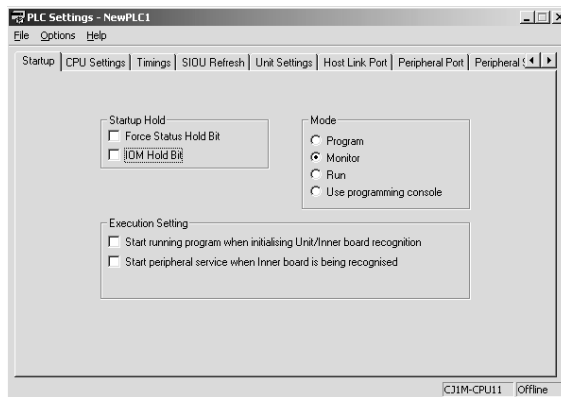 PLC Settings - NewPLC1
File Options Help
Startup CPU Settings Timings SIOU Refresh Unit Settings Host Link Port Peripheral Port Peripheral
Startup Hold
Force Status Hold Bit
IOM Hold Bit
Mode
Program
Monitor
Run
Use programming console
Execution Setting
Start running program when initialising Unit/Inner board recognition
Start peripheral service when Inner board is being recognised
CJ1M-CPU11 Offline